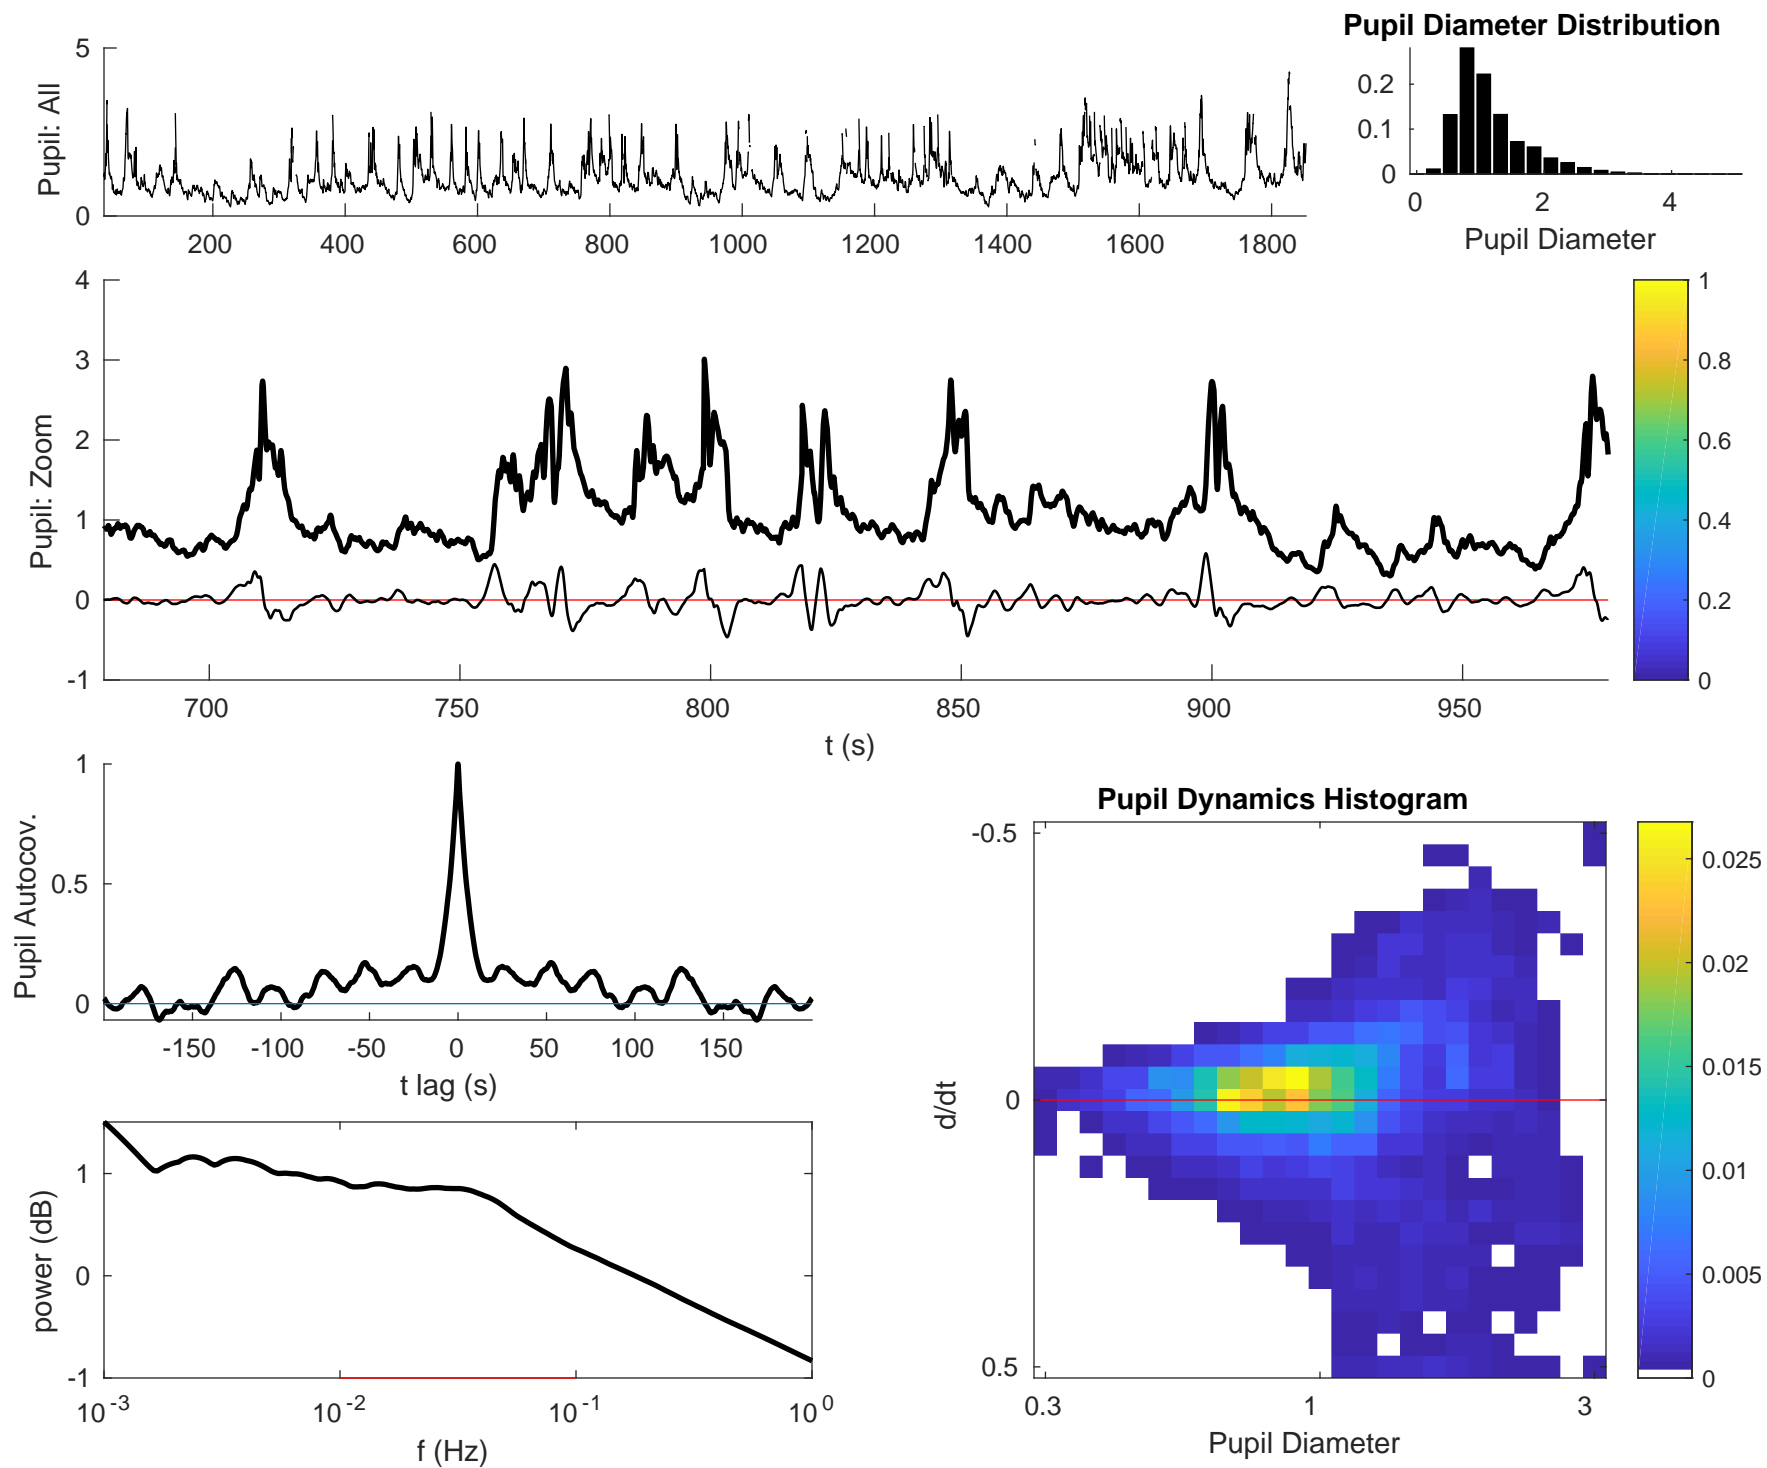 Pupil Diameter Distribution
5
0
Pupil: All
200 400 600 800 1000 1200 1400 1600 1800
0.2
0.1
0
0 2 4
Pupil Diameter
4
3
2
1
0
-1
Pupil: Zoom
700 750 800 850 900 950
t (s)
1
0.8
0.6
0.4
0.2
0
1
0.5
0
Pupil Autocov.
-150 -100 -50 0 50 100 150
t lag (s)
1
0
-1
power (dB)
10-3 10-2 10-1 100
f (Hz)
Pupil Dynamics Histogram
-0.5
0
0.5
d/dt
0.3 1 3
Pupil Diameter
0.025
0.02
0.015
0.01
0.005
0